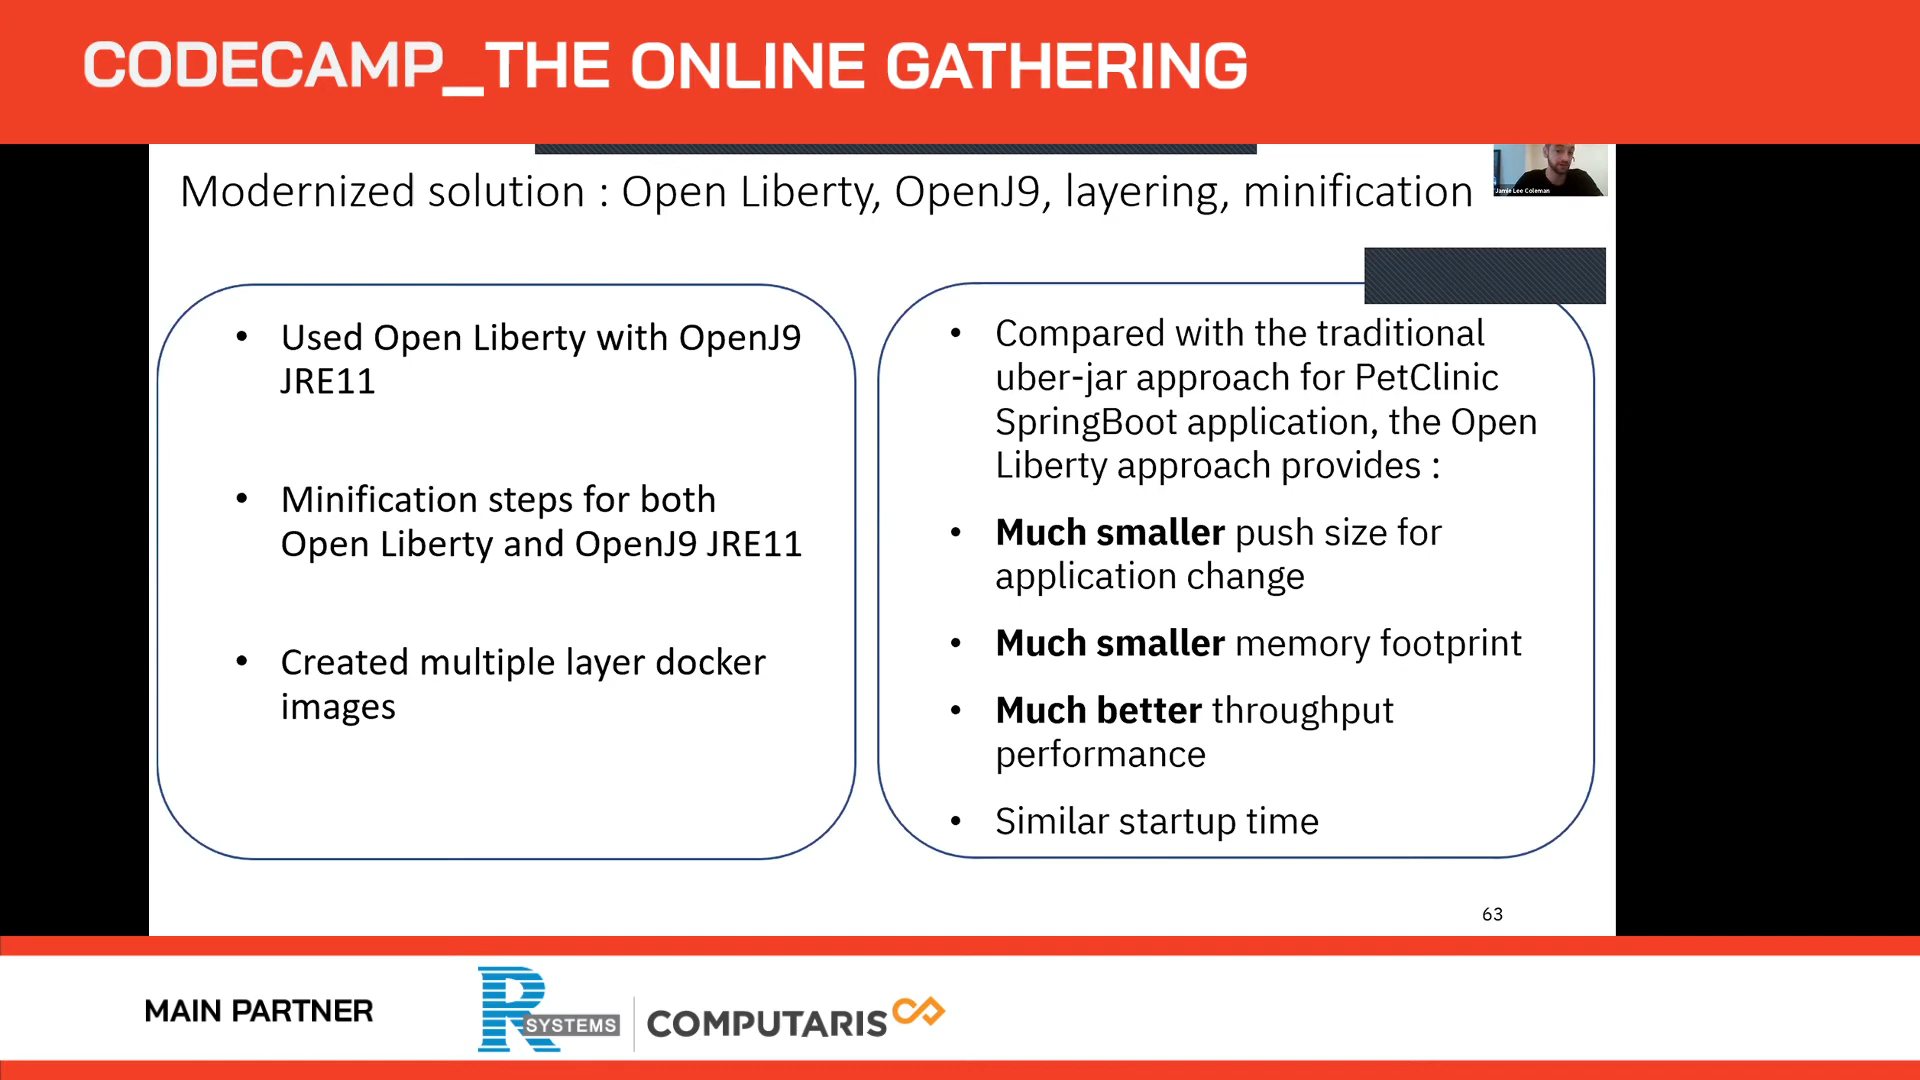 CODECAMP_THE ONLINE GATHERING
Modernized solution : Open Liberty, OpenJ9, layering, minification
Jamie Lee Coleman
• Used Open Liberty with OpenJ9
JRE11
• Minification steps for both
Open Liberty and OpenJ9 JRE11
• Created multiple layer docker
images
• Compared with the traditional
uber-jar approach for PetClinic
SpringBoot application, the Open
Liberty approach provides :
• Much smaller push size for
application change
• Much smaller memory footprint
• Much better throughput
performance
• Similar startup time
63
MAIN PARTNER
R SYSTEMS
COMPUTARIS